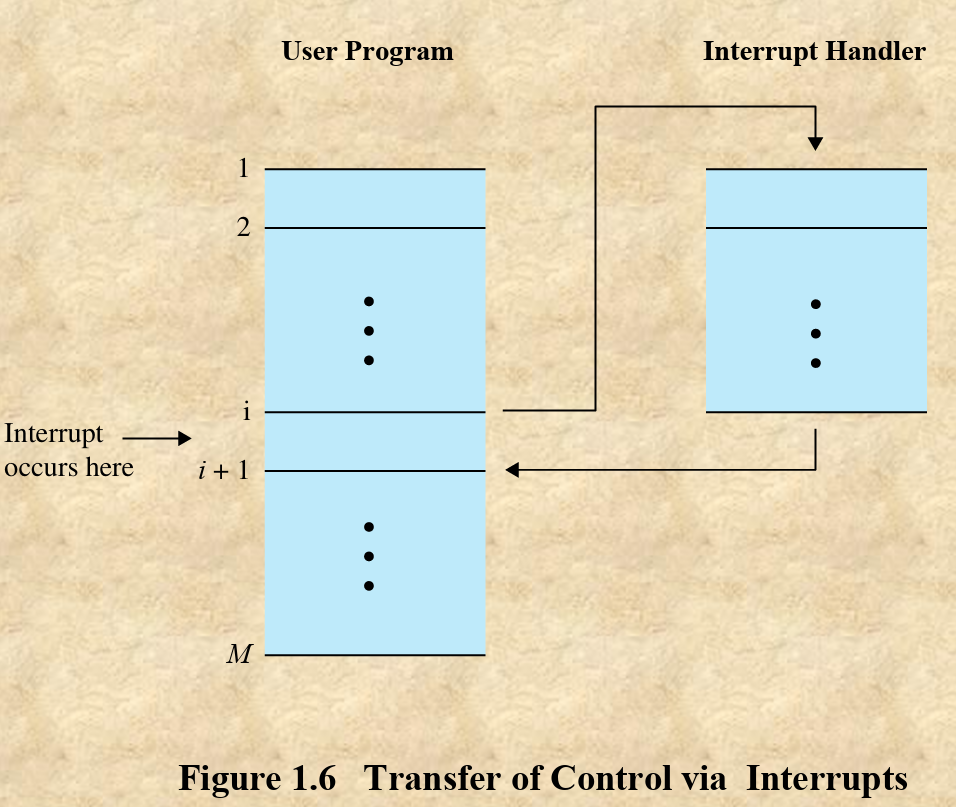 User Program
Interrupt Handler
1
2
i
Interrupt
occurs here
i + 1
M
Figure 1.6 Transfer of Control via Interrupts